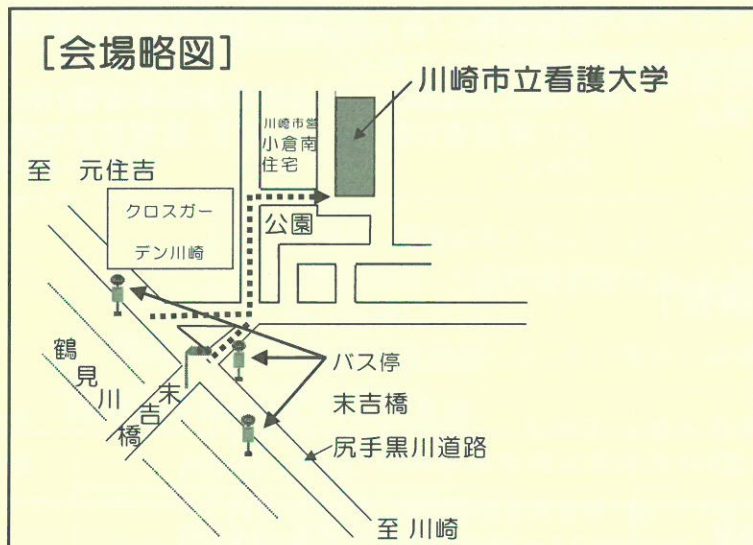 [会場略図]
川崎市立看護大学
川崎市営
小倉南
住宅
至 元住吉
クロスガー
デン川崎
公園
鶴見川
末吉橋
バス停
末吉橋
尻手黒川道路
至 川崎